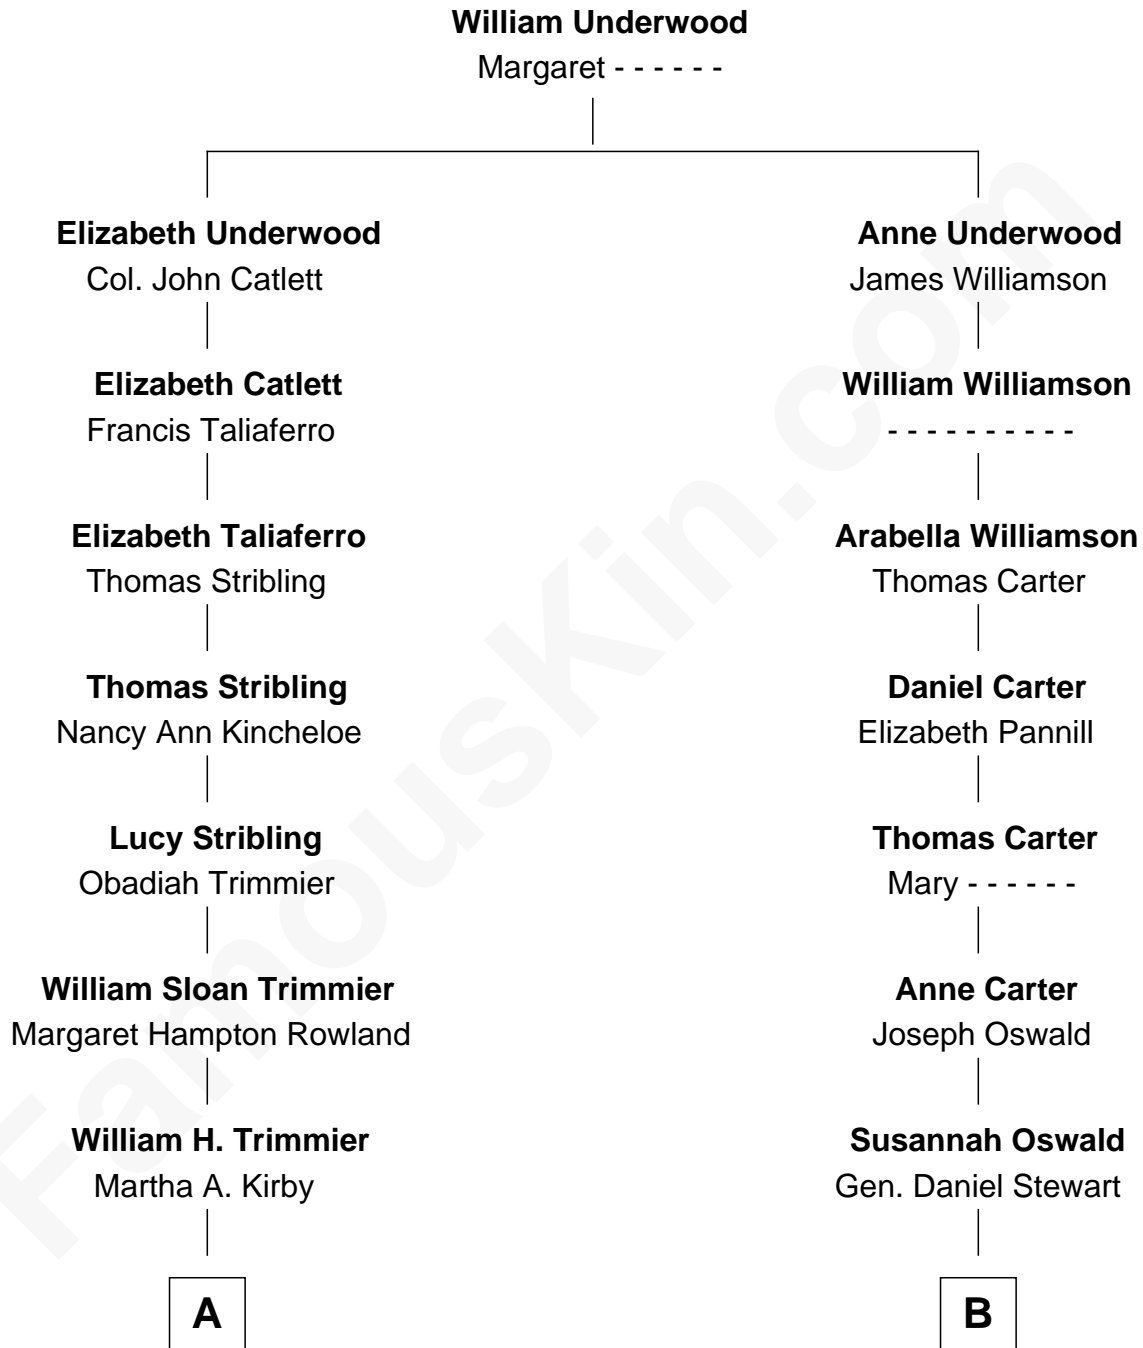 William Underwood
Margaret - - - - - -
Elizabeth Underwood
Col. John Catlett
Anne Underwood
James Williamson
Elizabeth Catlett
Francis Taliaferro
William Williamson
- - - - - - - - - -
Elizabeth Taliaferro
Thomas Stribling
Arabella Williamson
Thomas Carter
Thomas Stribling
Nancy Ann Kincheloe
Daniel Carter
Elizabeth Pannill
Lucy Stribling
Obadiah Trimmier
Thomas Carter
Mary - - - - - -
William Sloan Trimmier
Margaret Hampton Rowland
Anne Carter
Joseph Oswald
William H. Trimmier
Martha A. Kirby
Susannah Oswald
Gen. Daniel Stewart
A
B
FamousKin.com